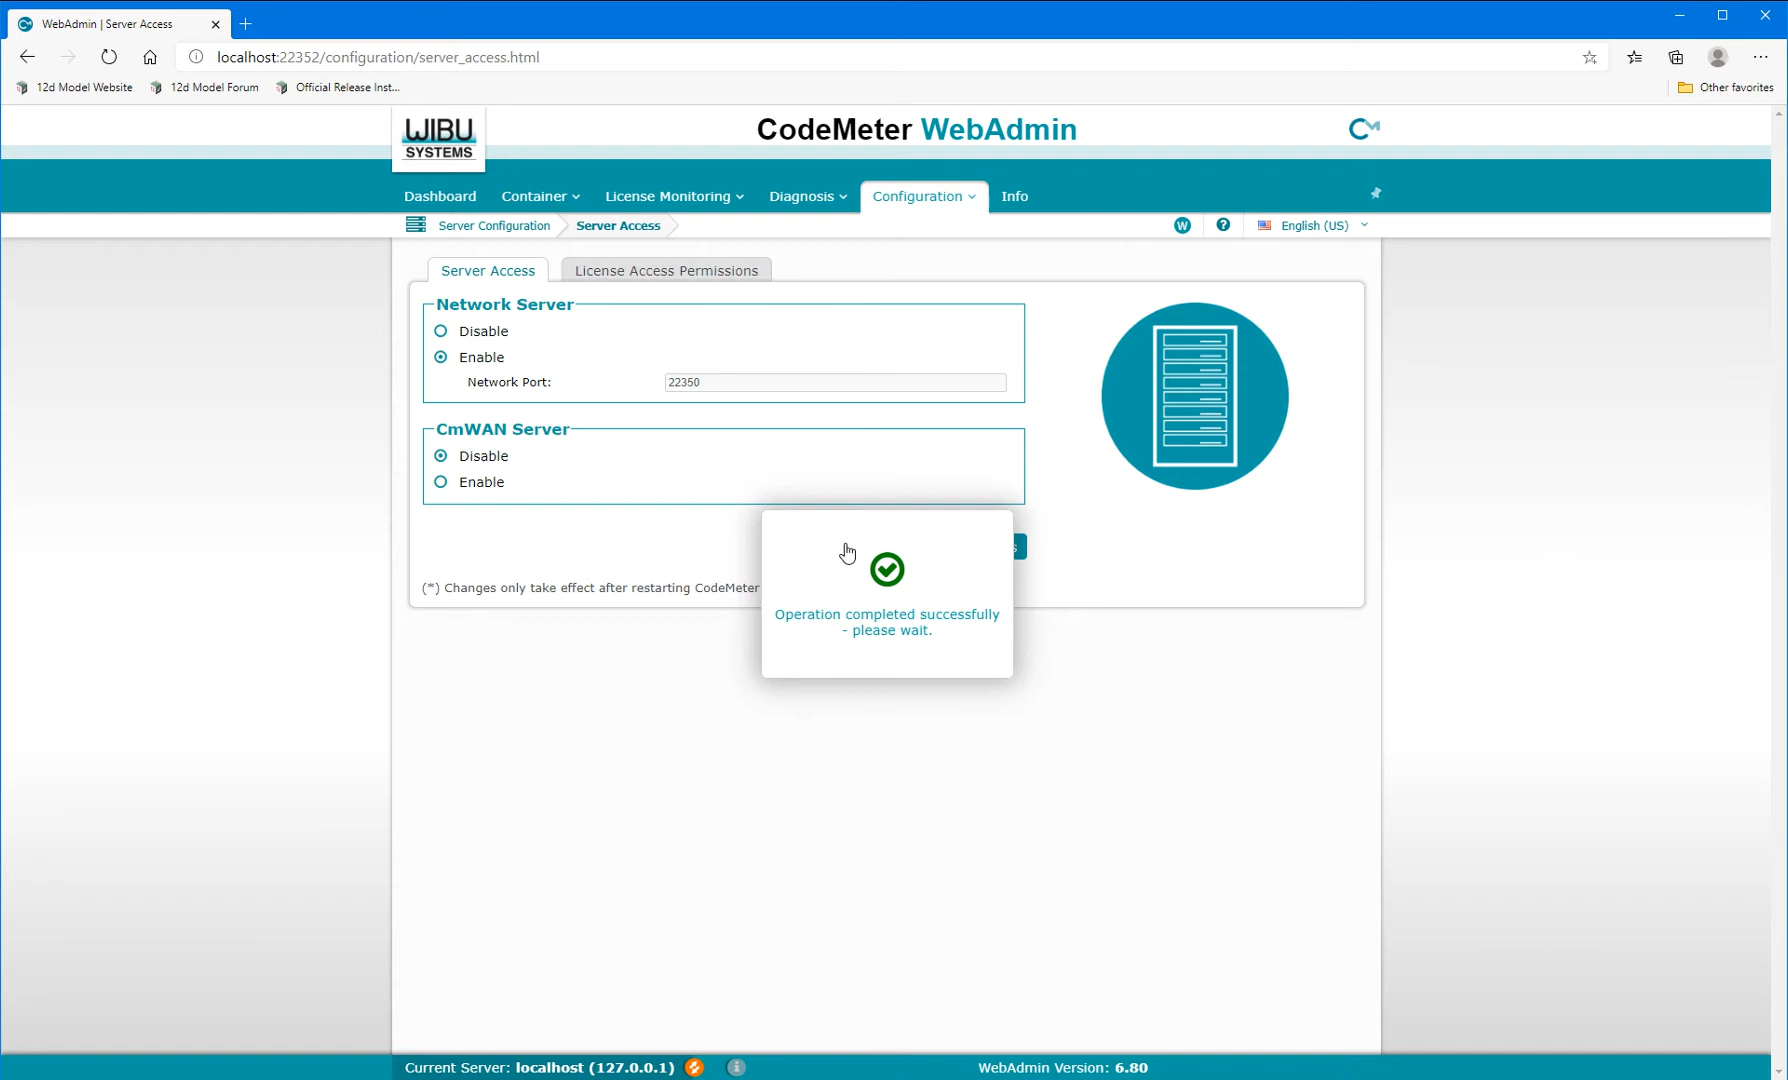 WebAdmin | Server Access
localhost:22352/configuration/server_access.html
12d Model Website
12d Model Forum
Official Release Inst...
Other favorites
WIBU
SYSTEMS
CodeMeter WebAdmin
Dashboard
Container
License Monitoring
Diagnosis
Configuration
Info
Server Configuration
Server Access
W
?
English (US)
Server Access
License Access Permissions
Network Server
Disable
Enable
Network Port:
22350
CmWAN Server
Disable
Enable
(*) Changes only take effect after restarting CodeMeter
Operation completed successfully
- please wait.
Current Server: localhost (127.0.0.1)
WebAdmin Version: 6.80